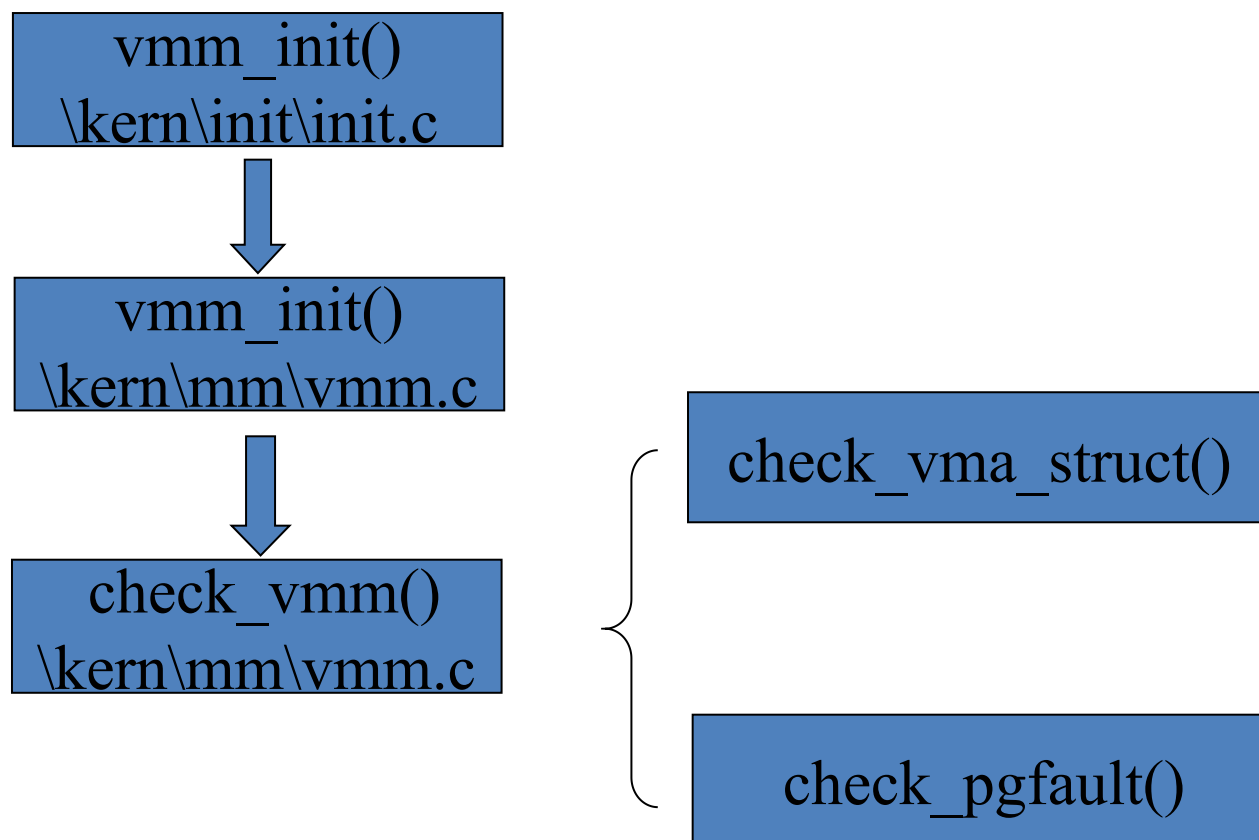 vmm_init()
\kern\init\init.c
vmm_init()
\kern\mm\vmm.c
check_vmm()
\kern\mm\vmm.c
check_vma_struct()
check_pgfault()